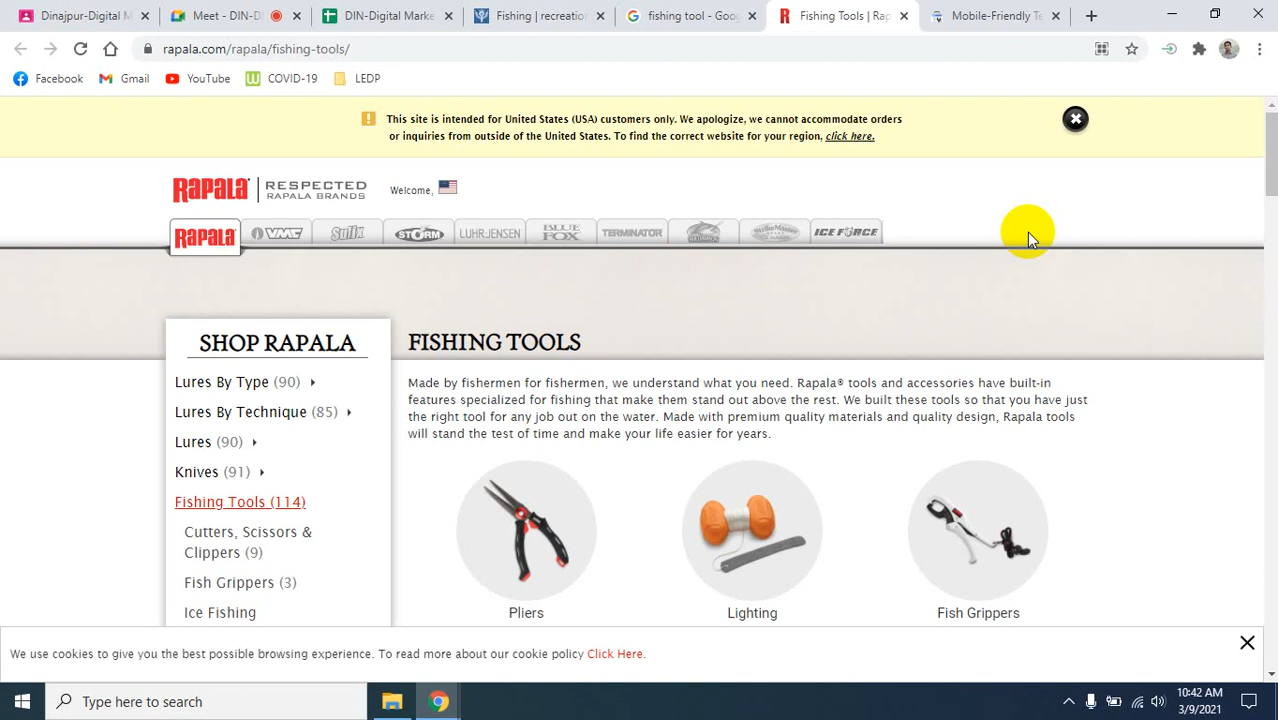 Dinajpur-Digital M
Meet - DIN-D
DIN-Digital Marke
Fishing | recreation
fishing tool - Goog
Fishing Tools | Rap
Mobile-Friendly Te
rapala.com/rapala/fishing-tools/
Facebook
Gmail
YouTube
COVID-19
LEDP
This site is intended for United States (USA) customers only. We apologize, we cannot accommodate orders
or inquiries from outside of the United States. To find the correct website for your region, click here.
RAPALA® RESPECTED
RAPALA BRANDS
Welcome,
RAPALA VMC Sufix STORM LUHR JENSEN BLUE FOX TERMINATOR StrikeMaster ICE FORCE
SHOP RAPALA
Lures By Type (90)
Lures By Technique (85)
Lures (90)
Knives (91)
Fishing Tools (114)
Cutters, Scissors &
Clippers (9)
Fish Grippers (3)
Ice Fishing
FISHING TOOLS
Made by fishermen for fishermen, we understand what you need. Rapala® tools and accessories have built-in
features specialized for fishing that make them stand out above the rest. We built these tools so that you have just
the right tool for any job out on the water. Made with premium quality materials and quality design, Rapala tools
will stand the test of time and make your life easier for years.
Pliers
Lighting
Fish Grippers
We use cookies to give you the best possible browsing experience. To read more about our cookie policy Click Here.
Type here to search
10:42 AM
3/9/2021